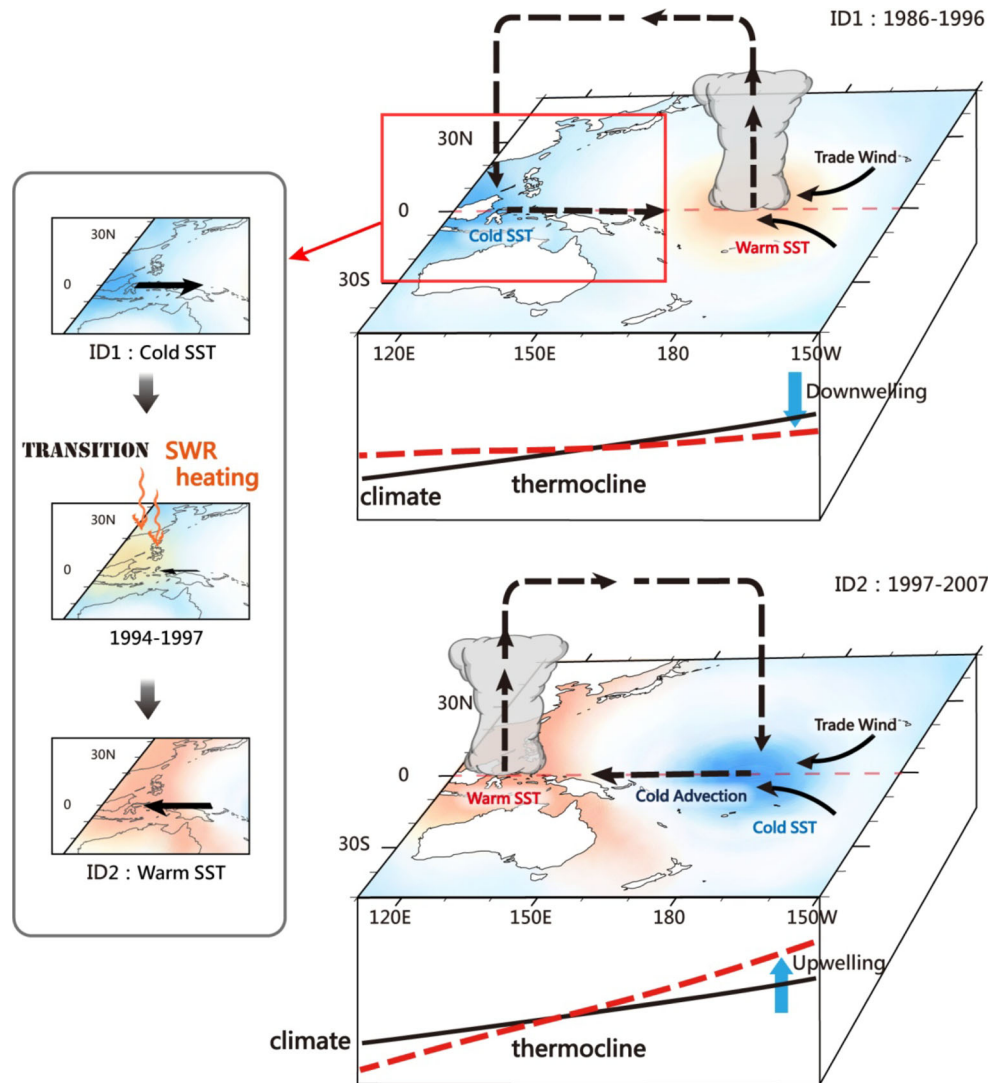 ID1 : 1986-1996
30N
Trade Wind
0
Cold SST
Warm SST
30S
120E 150E 180 150W
Downwelling
climate
thermocline
30N
0
ID1 : Cold SST
TRANSITION
SWR
heating
30N
0
1994-1997
30N
0
ID2 : Warm SST
ID2 : 1997-2007
30N
Trade Wind
0
Warm SST
Cold Advection
Cold SST
30S
120E 150E 180 150W
Upwelling
climate
thermocline